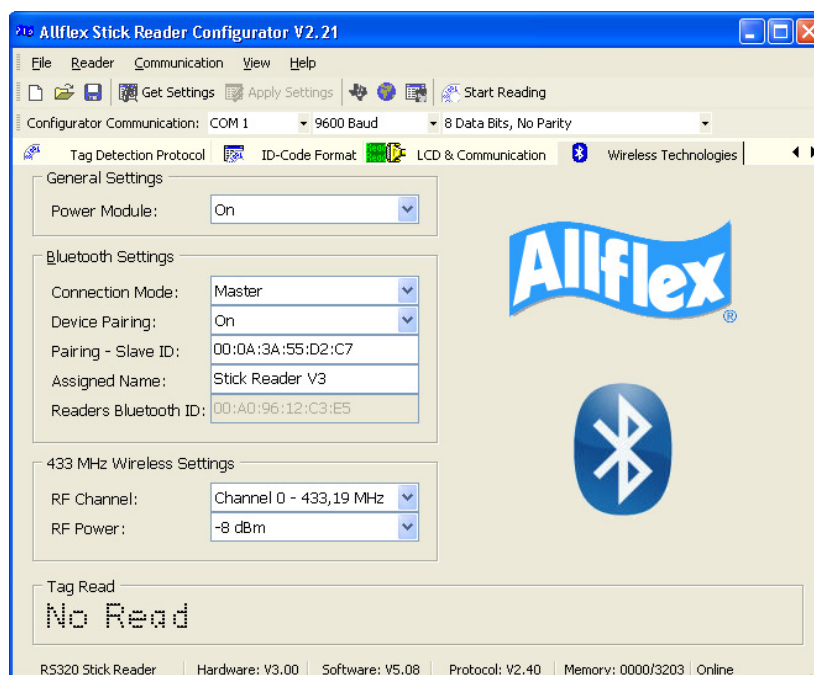 Allflex Stick Reader Configurator V2.21
File Reader Communication View Help
Get Settings Apply Settings Start Reading
Configurator Communication: COM 1 9600 Baud 8 Data Bits, No Parity
Tag Detection Protocol ID-Code Format LCD & Communication Wireless Technologies
General Settings
Power Module: On
Allflex ®
Bluetooth Settings
Connection Mode: Master
Device Pairing: On
Pairing - Slave ID: 00:0A:3A:55:D2:C7
Assigned Name: Stick Reader V3
Readers Bluetooth ID: 00:A0:96:12:C3:E5
433 MHz Wireless Settings
RF Channel: Channel 0 - 433,19 MHz
RF Power: -8 dBm
Tag Read
No Read
RS320 Stick Reader Hardware: V3.00 Software: V5.08 Protocol: V2.40 Memory: 0000/3203 Online